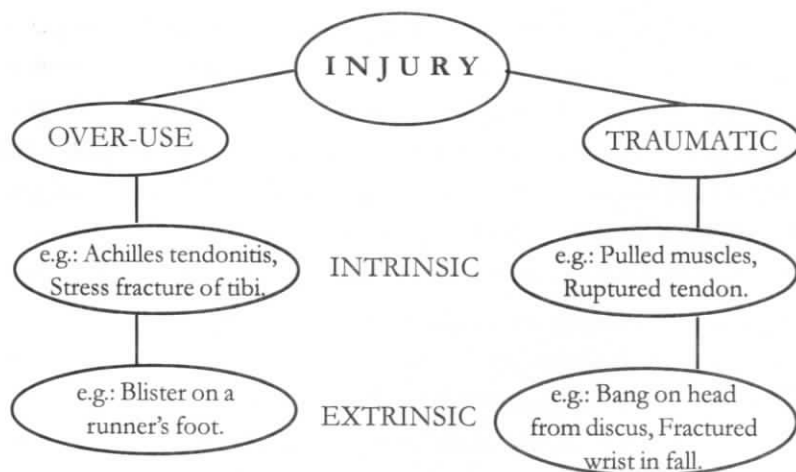 INJURY
OVER-USE
TRAUMATIC
e.g.: Achilles tendonitis,
Stress fracture of tibi.
INTRINSIC
e.g.: Pulled muscles,
Ruptured tendon.
e.g.: Blister on a
runner's foot.
EXTRINSIC
e.g.: Bang on head
from discus, Fractured
wrist in fall.